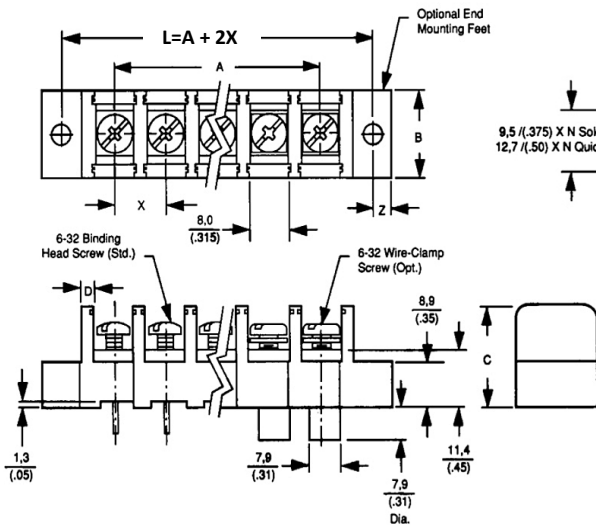 Optional End
Mounting Feet
L=A + 2X
A
B
9,5 /(.375) X N
12,7 /(.50) X N
X
Z
8,0
(.315)
6-32 Binding
Head Screw (Std.)
6-32 Wire-Clamp
Screw (Opt.)
D
8,9
(.35)
C
1,3
(.05)
7,9
(.31)
11,4
(.45)
7,9
(.31)
Dia.